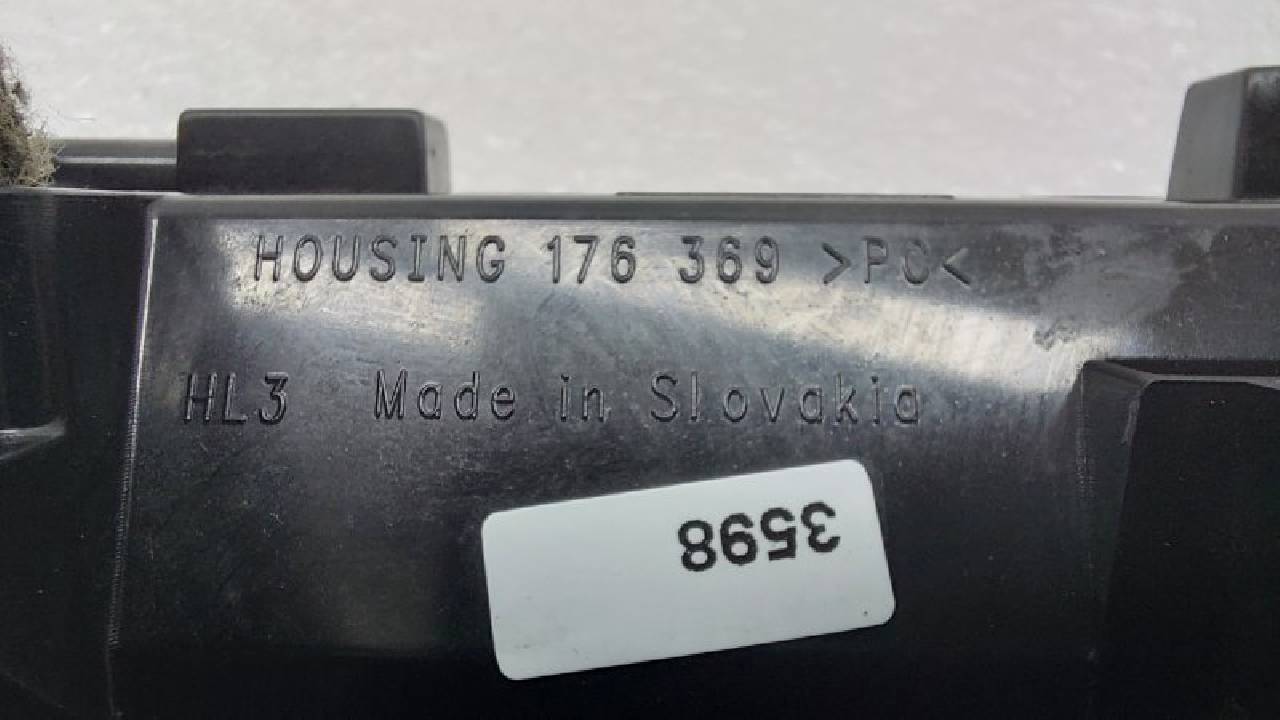 HOUSING 176 369 >PC<
HL3 Made in Slovakia
3598